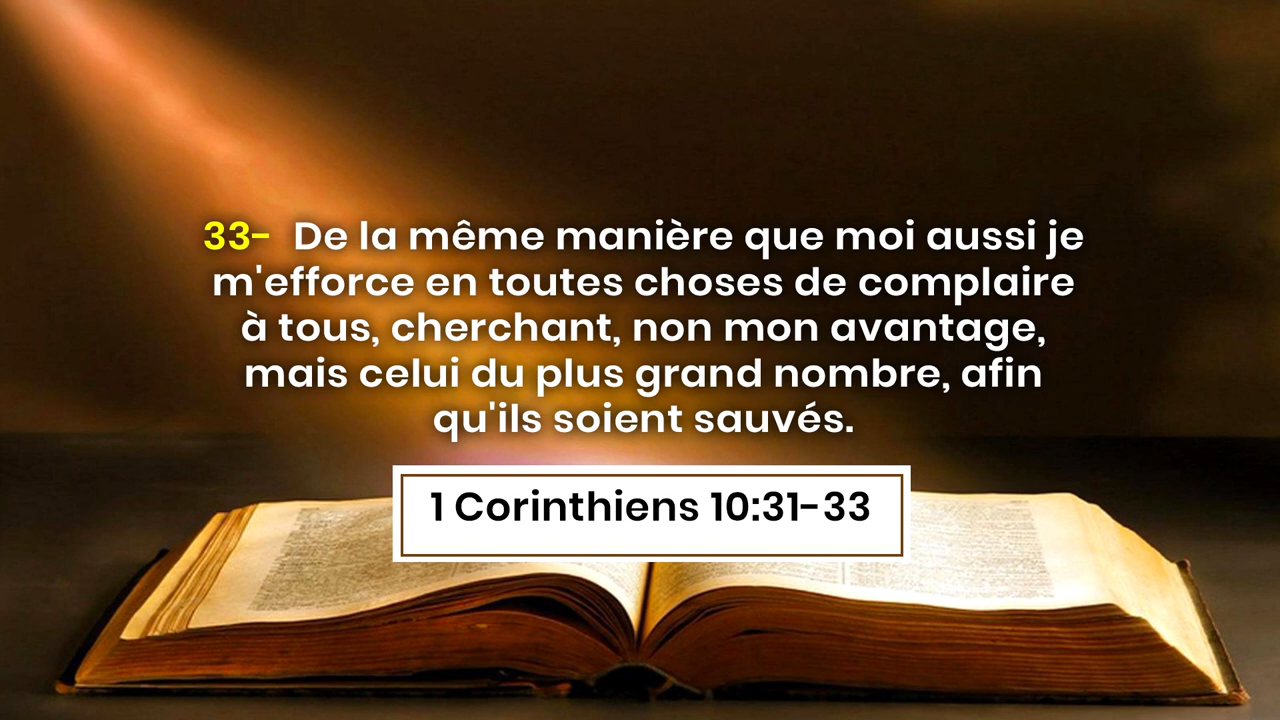 33- De la même manière que moi aussi je
m'efforce en toutes choses de complaire
à tous, cherchant, non mon avantage,
mais celui du plus grand nombre, afin
qu'ils soient sauvés.
1 Corinthiens 10:31-33